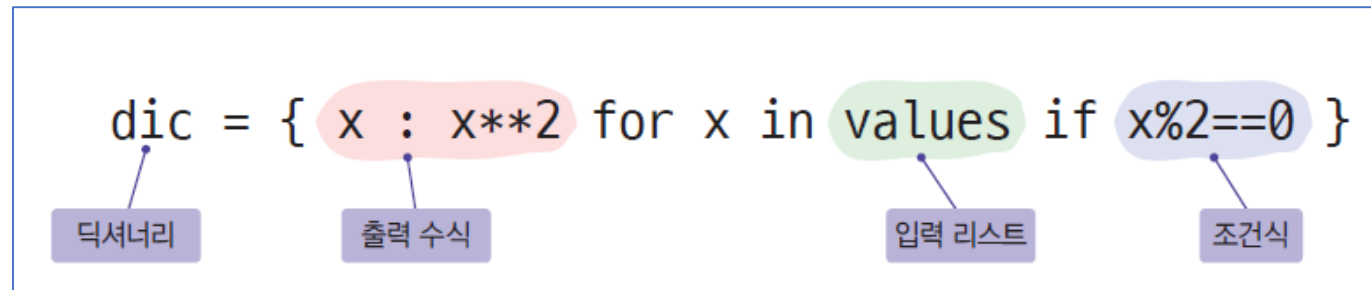 dic = { x : x**2 for x in values if x%2==0 }
딕셔너리 출력 수식 입력 리스트 조건식